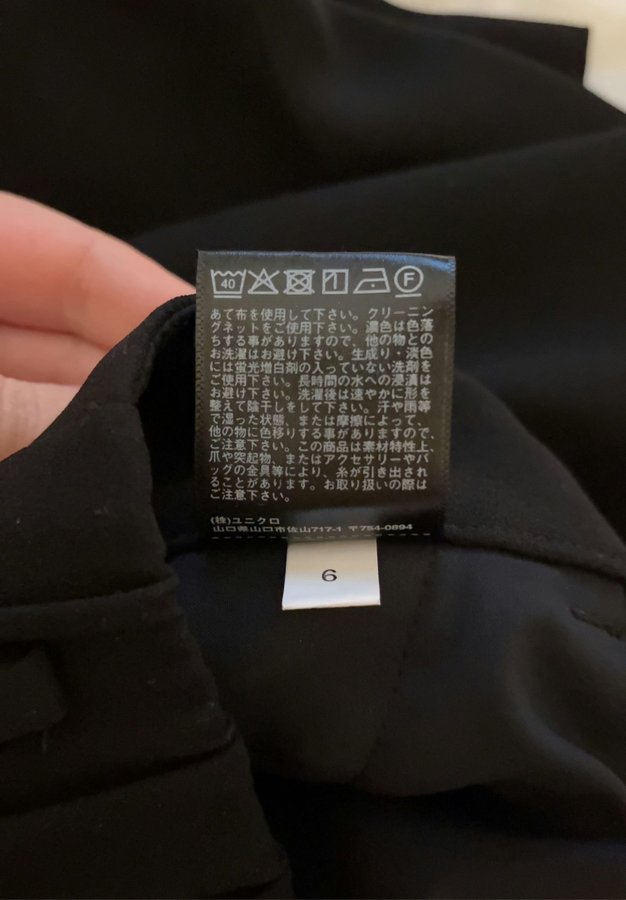 40 F
あて布を使用して下さい。クリーニン
グネットをご使用下さい。濃色は色落
ちする事がありますので、他の物との
お洗濯はお避け下さい。生成り・淡色
には蛍光増白剤の入っていない洗剤を
ご使用下さい。長時間の水への浸漬は
お避け下さい。洗濯後は速やかに形を
整えて陰干しをして下さい。汗や雨等
で湿った状態、または摩擦によって、
他の物に色移りする事がありますので、
ご注意下さい。この商品は素材特性上、
爪や突起物、またはアクセサリーやバ
ッグの金具等により、糸が引き出され
ることがあります。お取り扱いの際は
ご注意下さい。
(株)ユニクロ
山口県山口市佐山717-1 〒754-0894
6